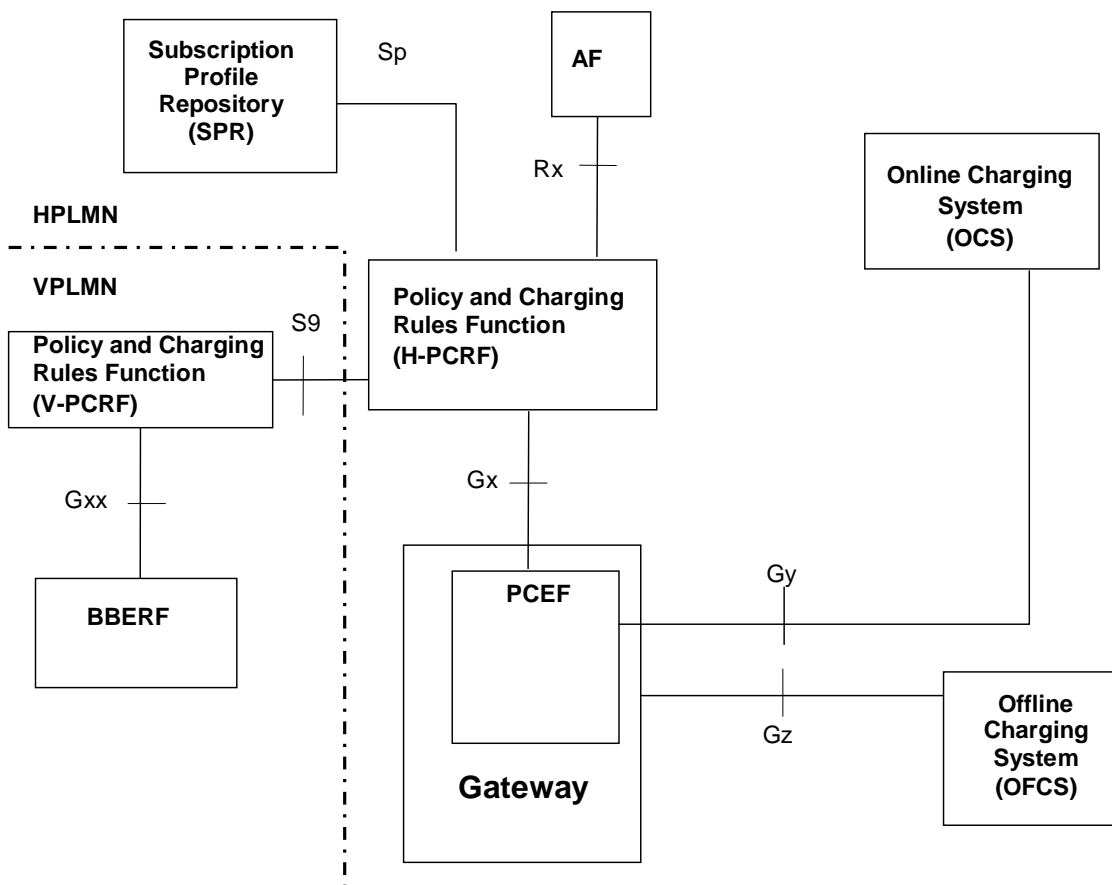 Subscription
Profile
Repository
(SPR)
Sp
AF
Rx
Online Charging
System
(OCS)
HPLMN
VPLMN
S9
Policy and Charging
Rules Function
(H-PCRF)
Policy and Charging
Rules Function
(V-PCRF)
Gxx
Gx
BBERF
PCEF
Gy
Gz
Offline
Charging
System
(OFCS)
Gateway